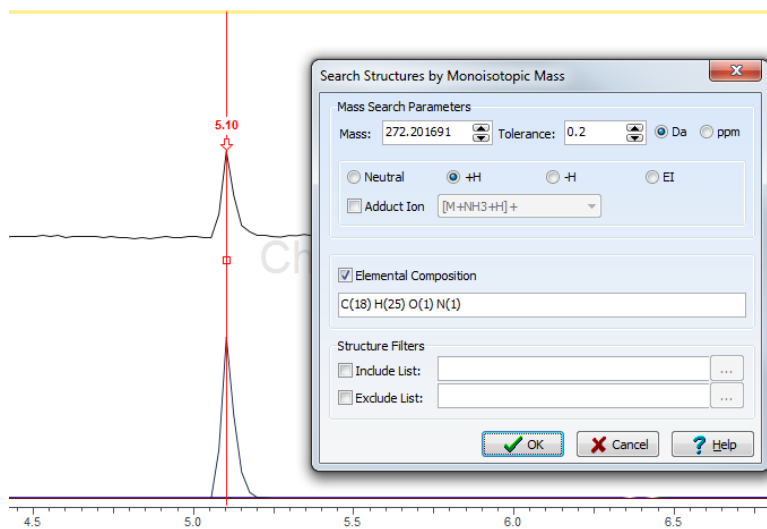 Search Structures by Monoisotopic Mass
Mass Search Parameters
Mass: 272.201691 Tolerance: 0.2 Da ppm
Neutral +H -H EI
Adduct Ion [M+NH3+H]+
Elemental Composition
C(18) H(25) O(1) N(1)
Structure Filters
Include List: ...
Exclude List: ...
OK Cancel ? Help
5.10
Ch
4.5 5.0 5.5 6.0 6.5